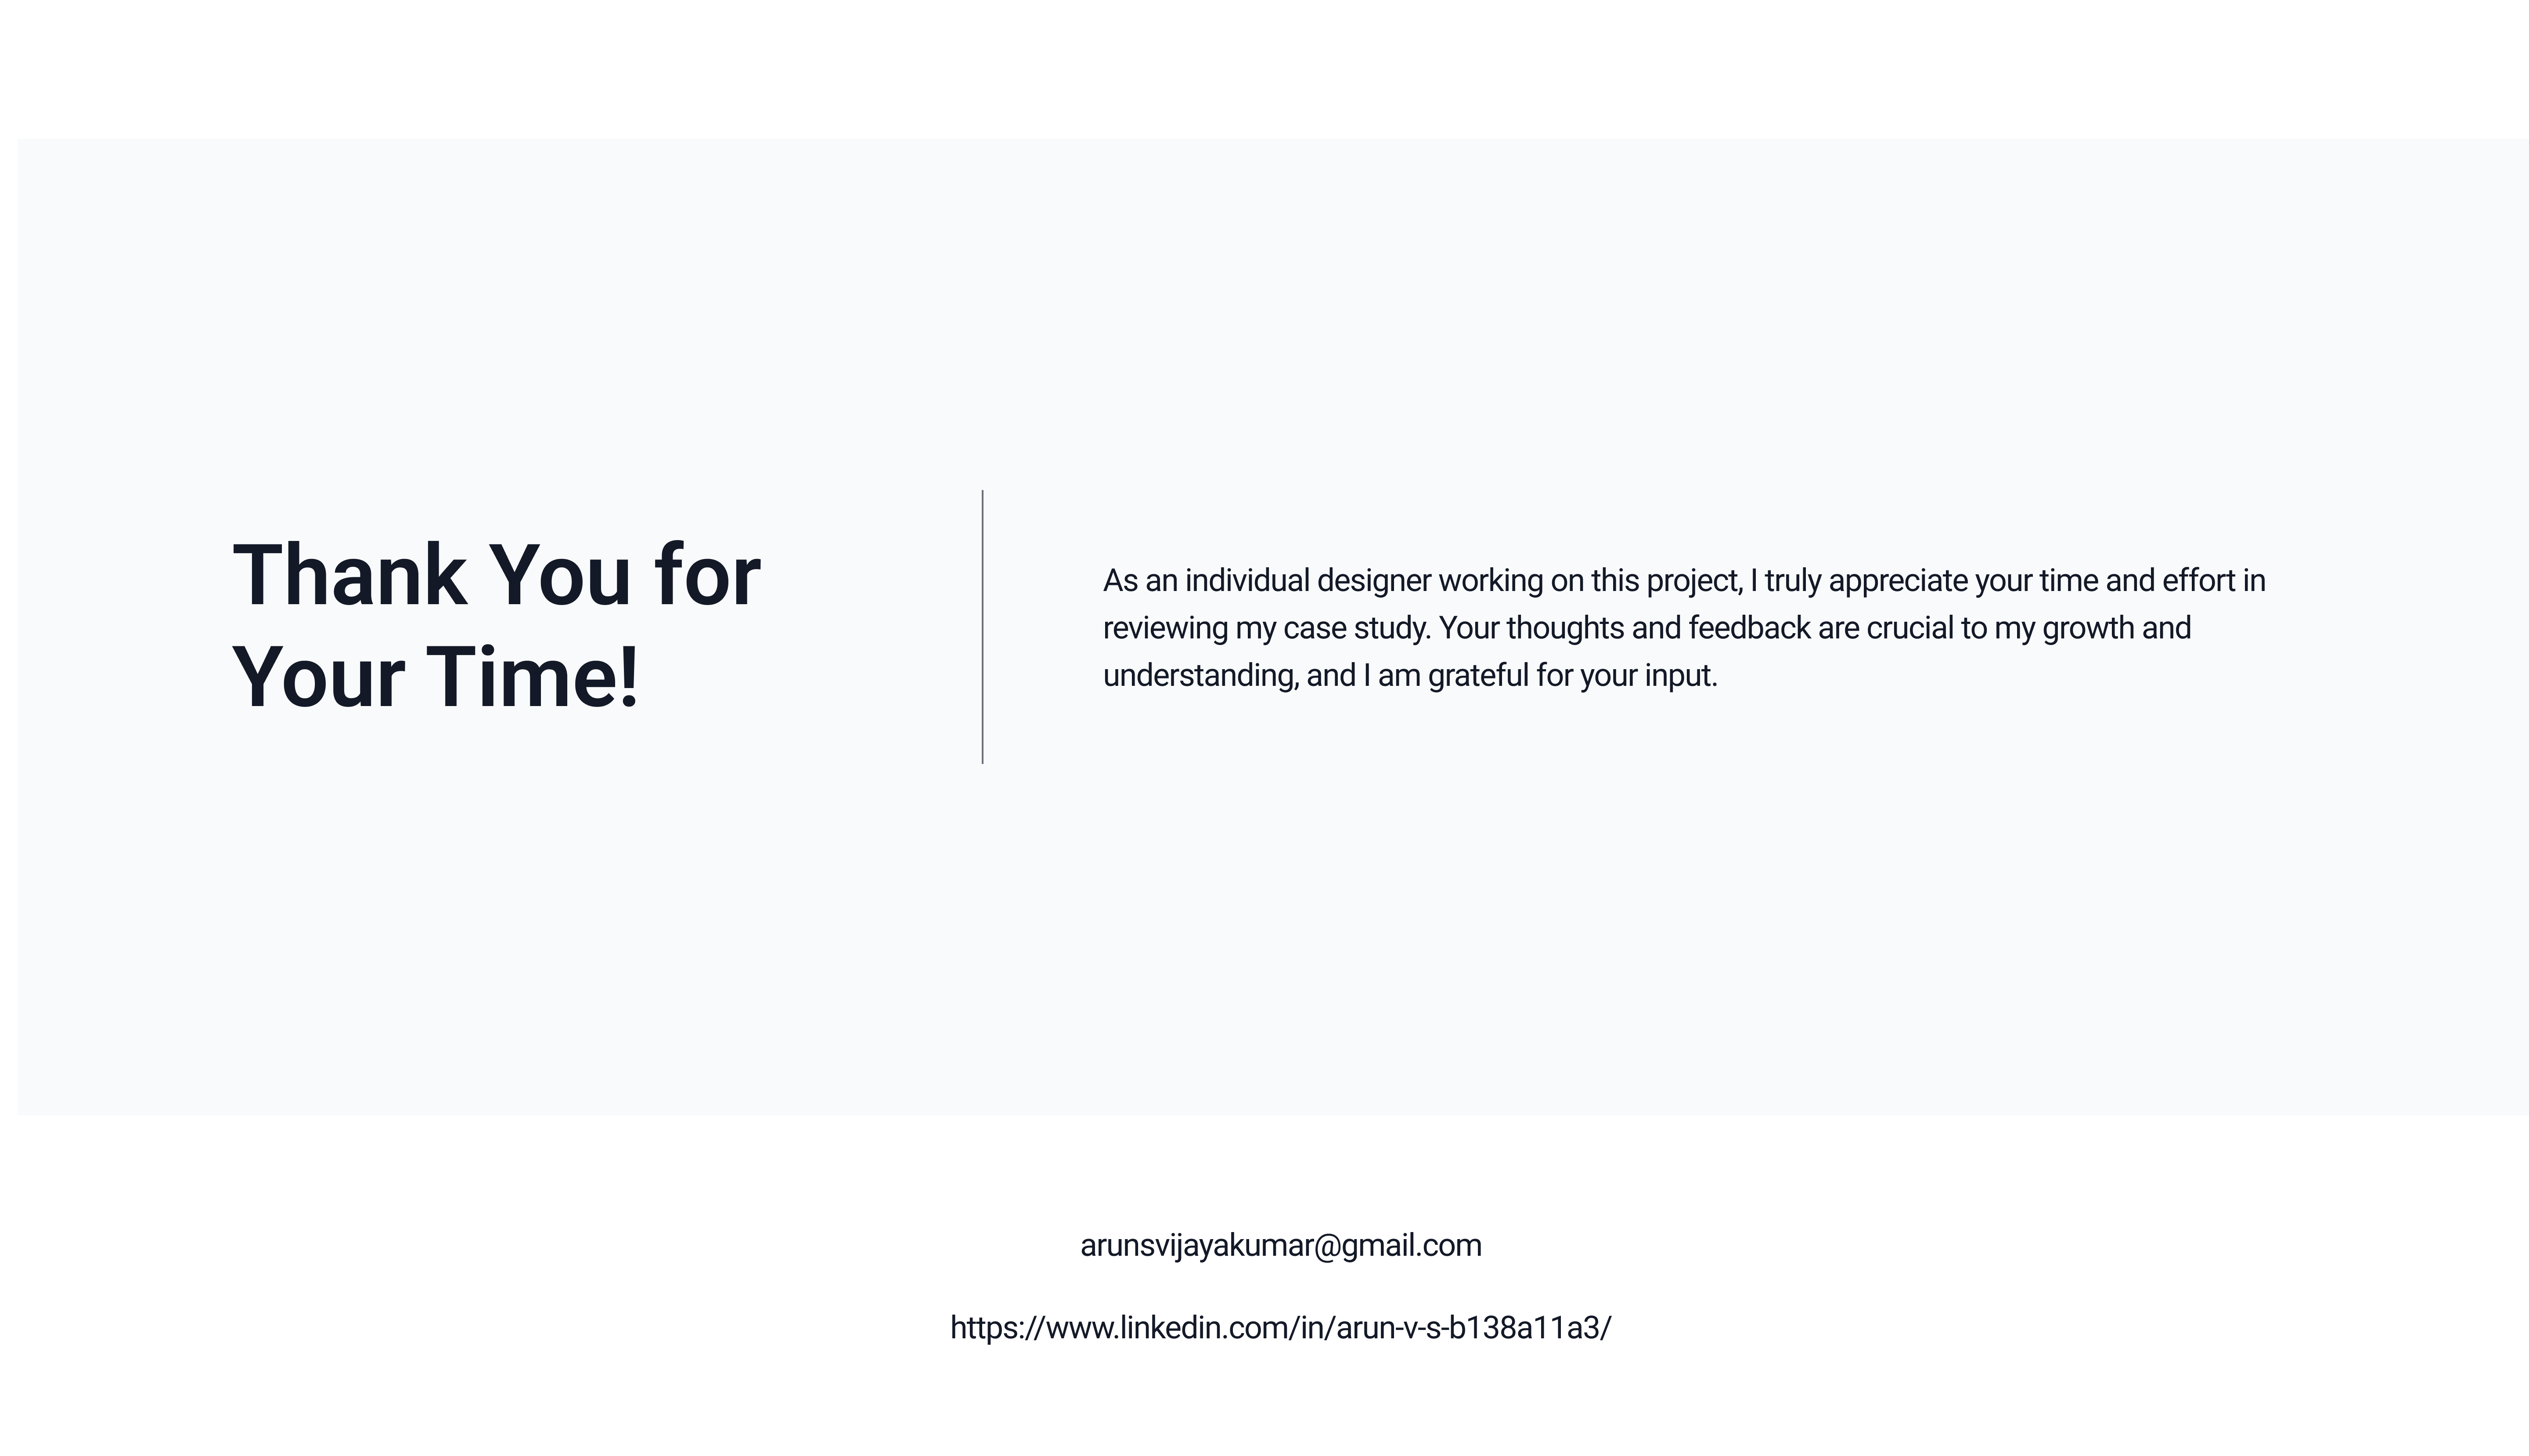 Thank You for
Your Time!
As an individual designer working on this project, I truly appreciate your time and effort in
reviewing my case study. Your thoughts and feedback are crucial to my growth and
understanding, and I am grateful for your input.
arunsvijayakumar@gmail.com
https://www.linkedin.com/in/arun-v-s-b138a11a3/